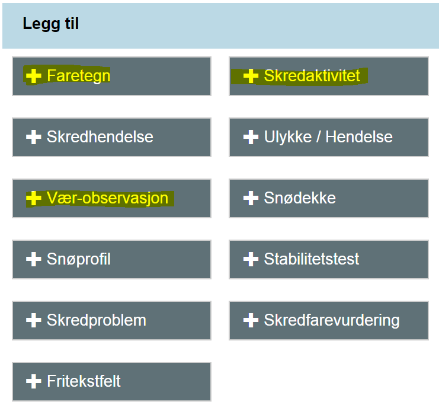 Legg til
Faretegn
Skredaktivitet
Skredhendelse
Ulykke / Hendelse
Vær-observasjon
Snødekke
Snøprofil
Stabilitetstest
Skredproblem
Skredfarevurdering
Fritekstfelt